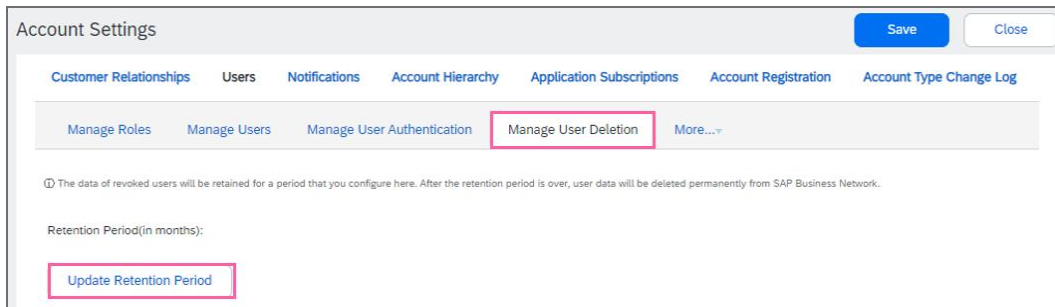 Account Settings
Save
Close
Customer Relationships Users Notifications Account Hierarchy Application Subscriptions Account Registration Account Type Change Log
Manage Roles Manage Users Manage User Authentication Manage User Deletion More...
The data of revoked users will be retained for a period that you configure here. After the retention period is over, user data will be deleted permanently from SAP Business Network.
Retention Period(in months):
Update Retention Period